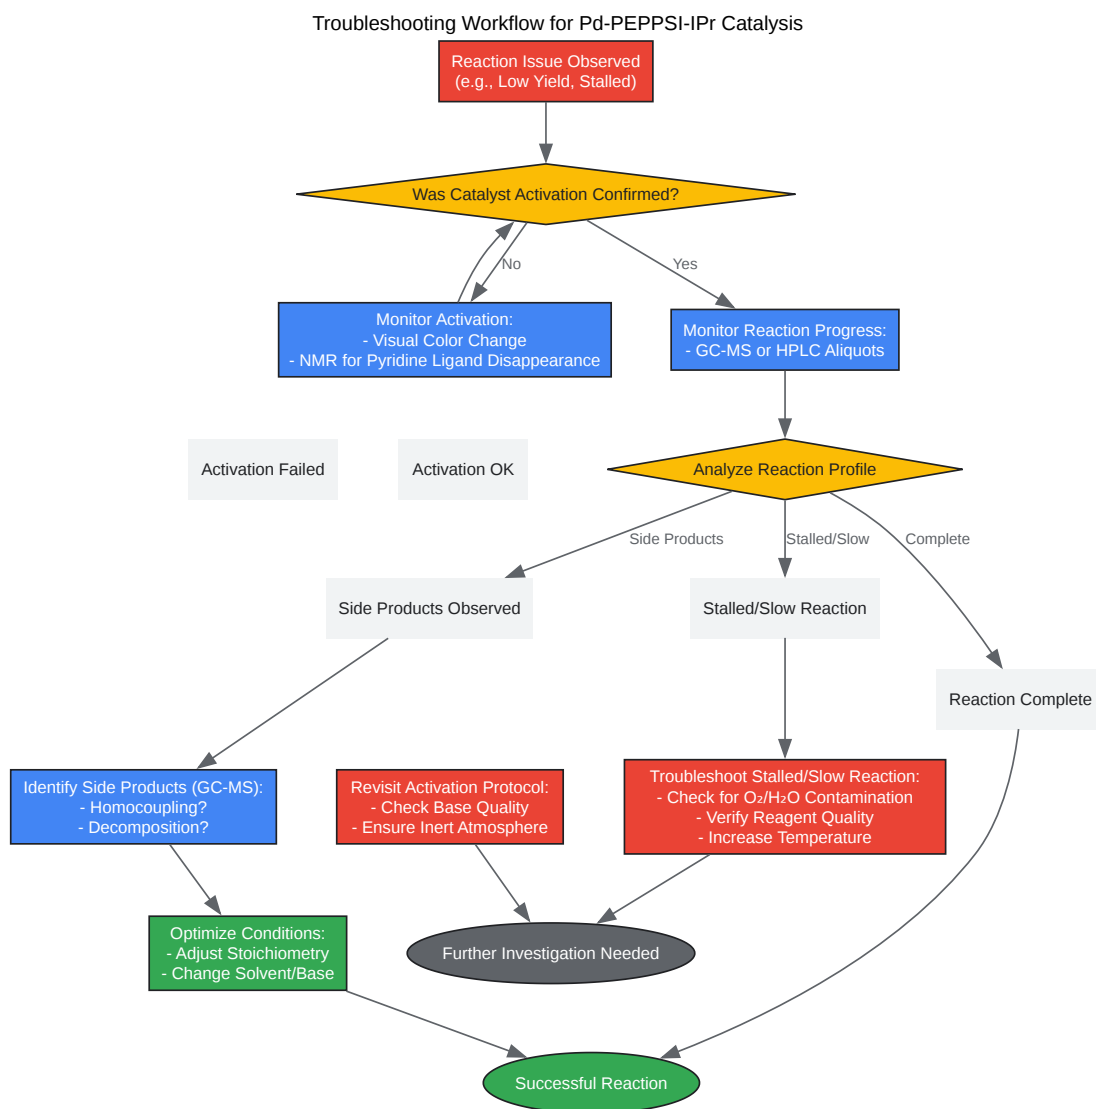 Troubleshooting Workflow for Pd-PEPPSI-IPr Catalysis
Reaction Issue Observed
(e.g., Low Yield, Stalled)
Was Catalyst Activation Confirmed?
No
Yes
Monitor Activation:
- Visual Color Change
- NMR for Pyridine Ligand Disappearance
Monitor Reaction Progress:
- GC-MS or HPLC Aliquots
Activation Failed
Activation OK
Analyze Reaction Profile
Side Products
Stalled/Slow
Complete
Side Products Observed
Stalled/Slow Reaction
Reaction Complete
Identify Side Products (GC-MS):
- Homocoupling?
- Decomposition?
Revisit Activation Protocol:
- Check Base Quality
- Ensure Inert Atmosphere
Troubleshoot Stalled/Slow Reaction:
- Check for O₂/H₂O Contamination
- Verify Reagent Quality
- Increase Temperature
Optimize Conditions:
- Adjust Stoichiometry
- Change Solvent/Base
Further Investigation Needed
Successful Reaction